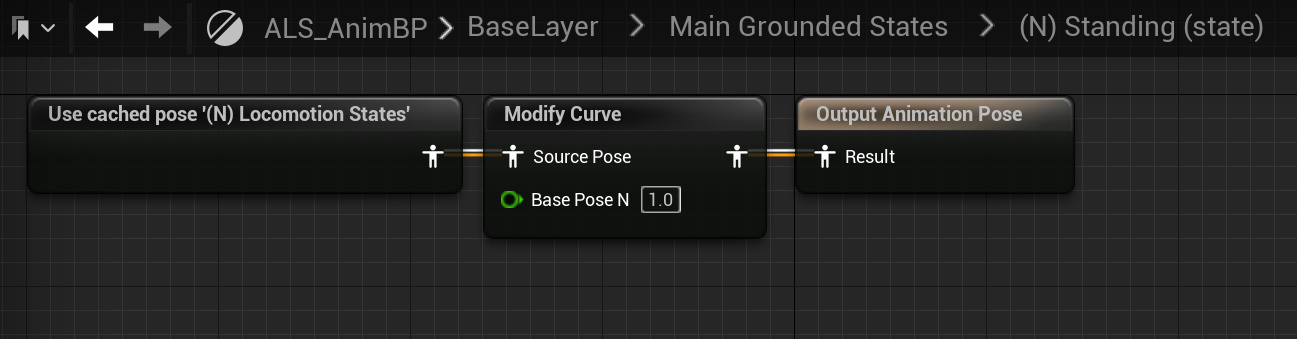 ALS_AnimBP > BaseLayer > Main Grounded States > (N) Standing (state)
Use cached pose '(N) Locomotion States'
Modify Curve
Source Pose
Base Pose N 1.0
Output Animation Pose
Result